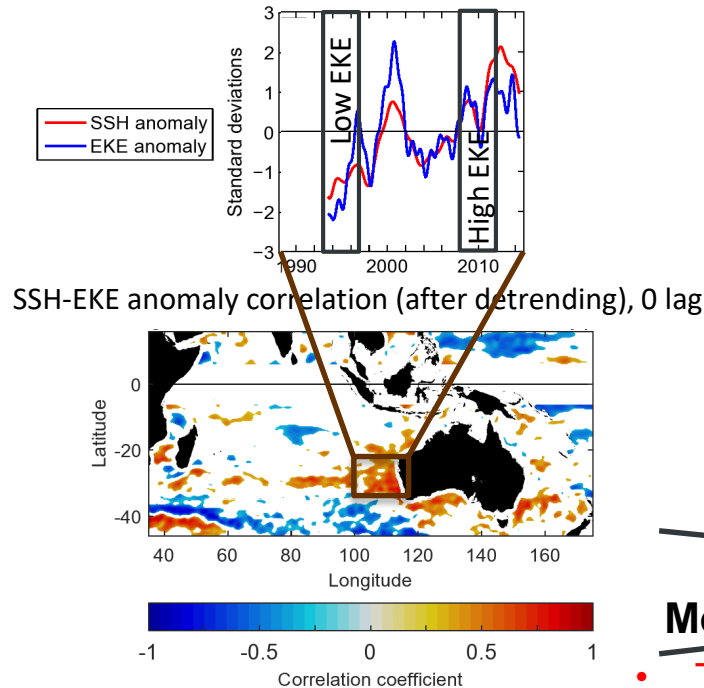 3
2
1
0
−1
−2
−3
Standard deviations
Low EKE
High EKE
SSH anomaly
EKE anomaly
1990
2000
2010
SSH-EKE anomaly correlation (after detrending), 0 lag
0
-20
-40
Latitude
40
60
80
100
120
140
160
Longitude
-1
-0.5
0
0.5
1
Correlation coefficient